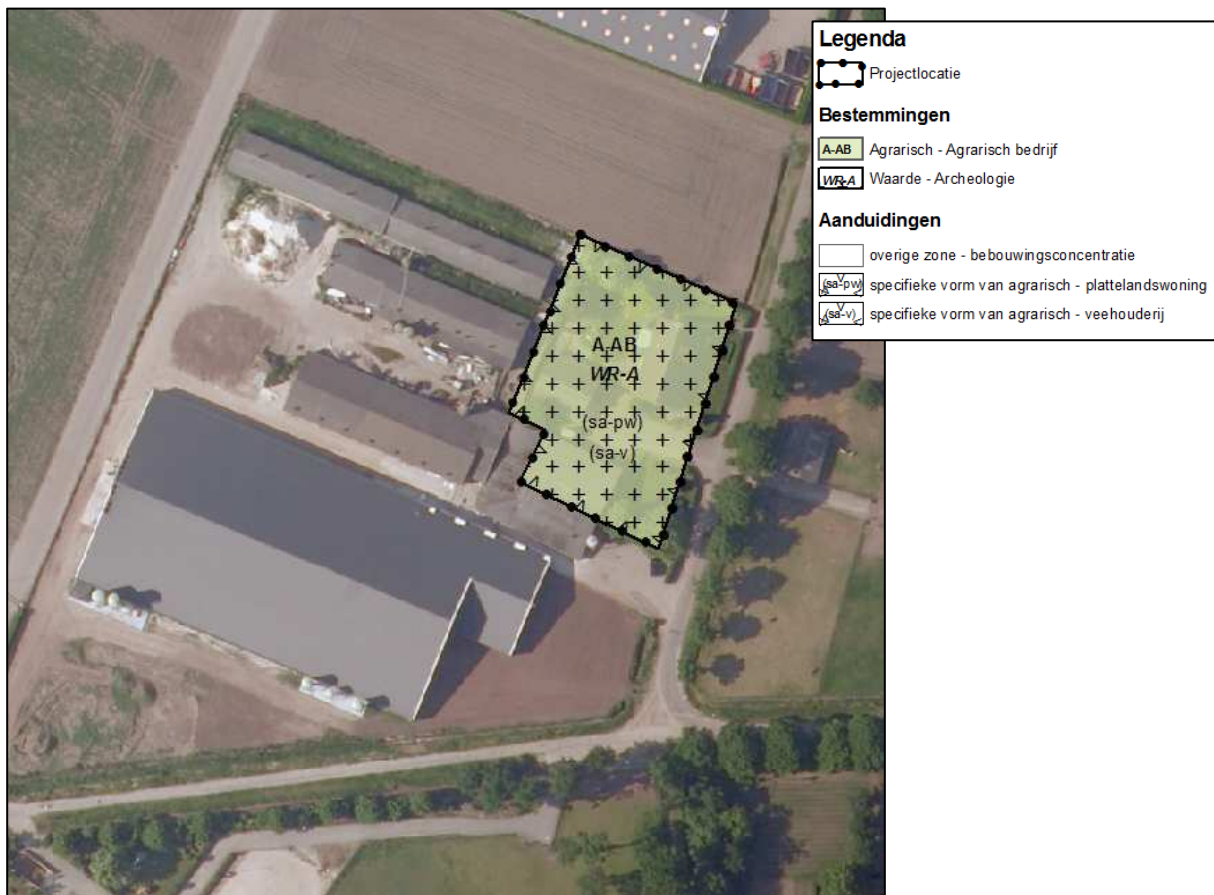 A-AB
WR-A
(sa-pw)
(sa-v)
Legenda
Projectlocatie
Bestemmingen
A-AB Agrarisch - Agrarisch bedrijf
WR-A Waarde - Archeologie
Aanduidingen
overige zone - bebouwingsconcentratie
(sa-pw) specifieke vorm van agrarisch - plattelandswoning
(sa-v) specifieke vorm van agrarisch - veehouderij